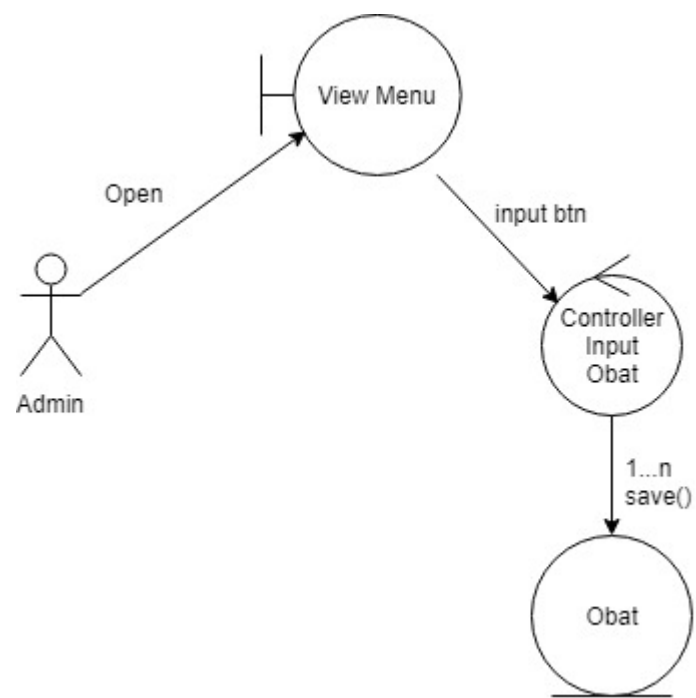 View Menu
Open
input btn
Admin
Controller
Input
Obat
1...n
save()
Obat